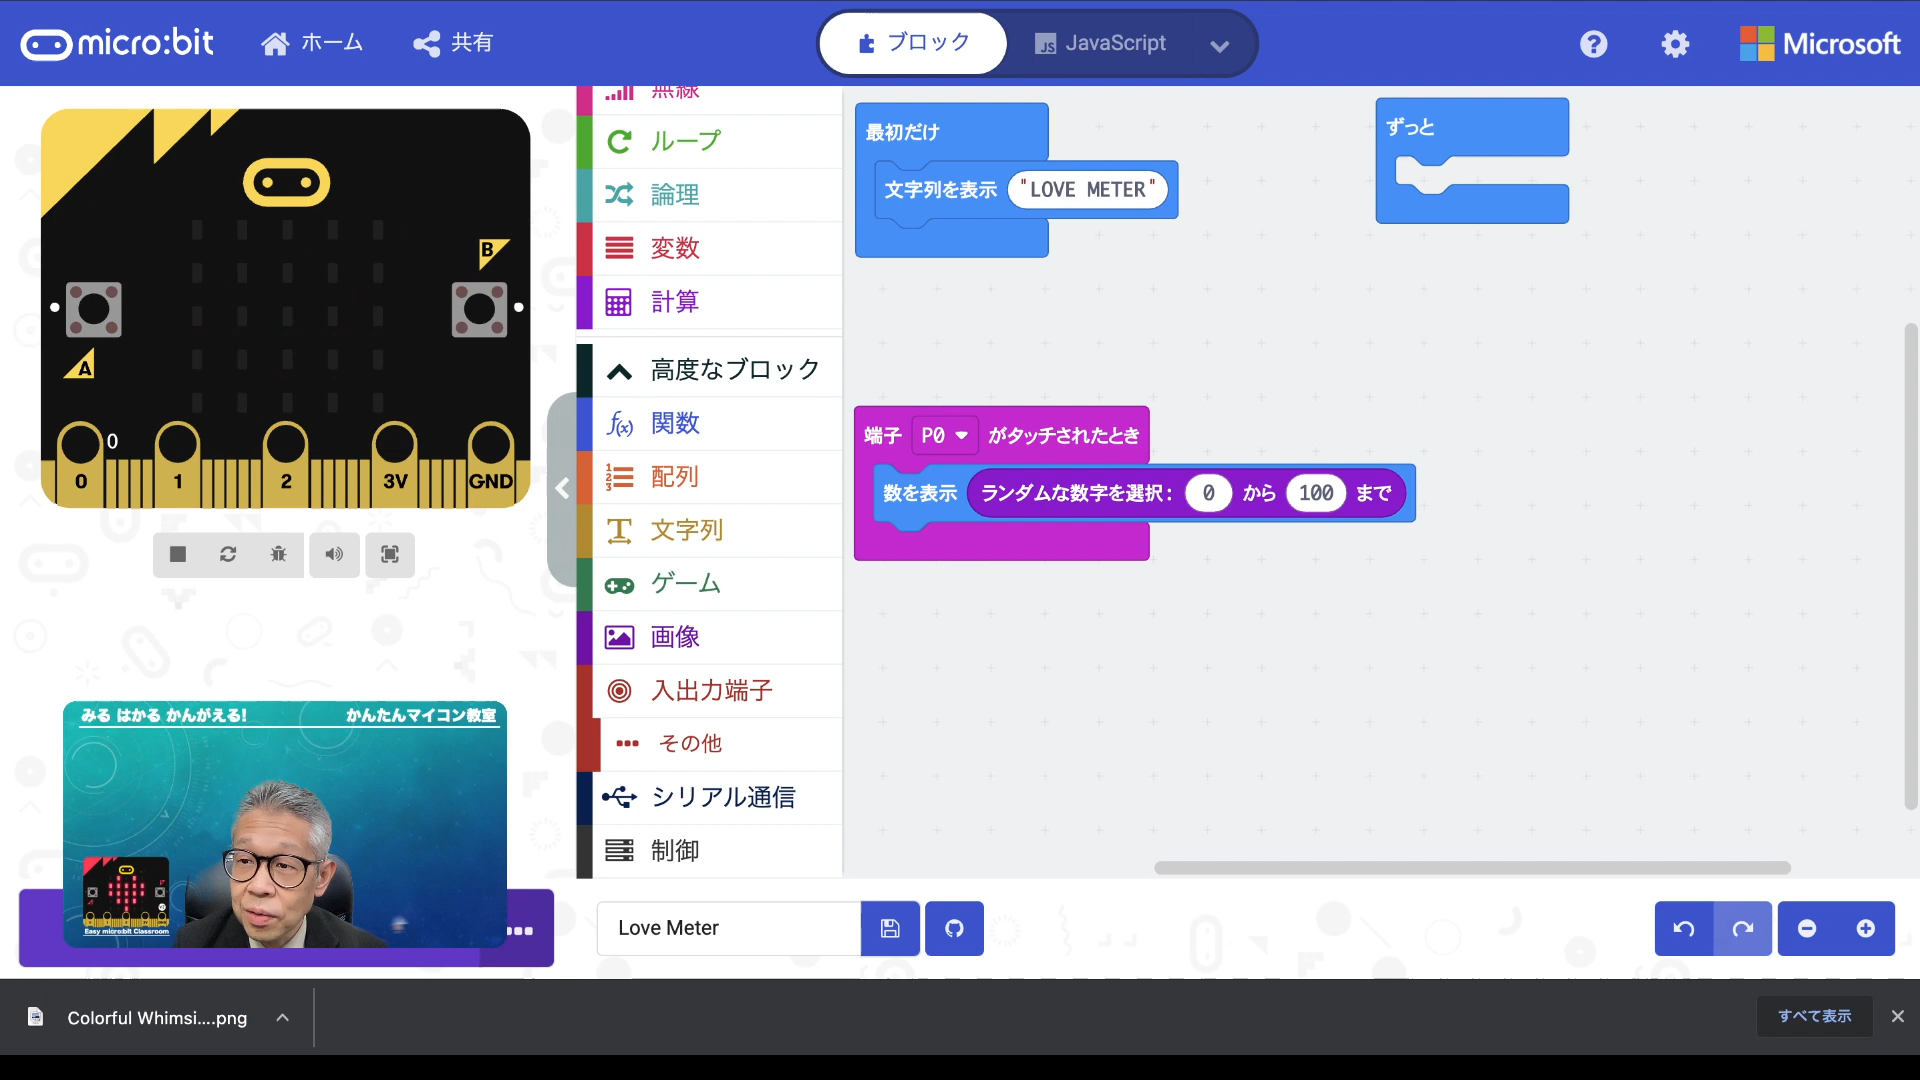 micro:bit
ホーム
共有
ブロック
JS JavaScript
?
Microsoft
B
A
0
0
1
2
3V
GND
無線
ループ
論理
変数
計算
高度なブロック
f(x) 関数
配列
文字列
ゲーム
画像
入出力端子
その他
シリアル通信
制御
最初だけ
文字列を表示 "LOVE METER"
ずっと
端子 P0 がタッチされたとき
数を表示 ランダムな数字を選択: 0 から 100 まで
みる はかる かんがえる! かんたんマイコン教室
Easy micro:bit Classroom
Love Meter
Colorful Whimsi....png
すべて表示